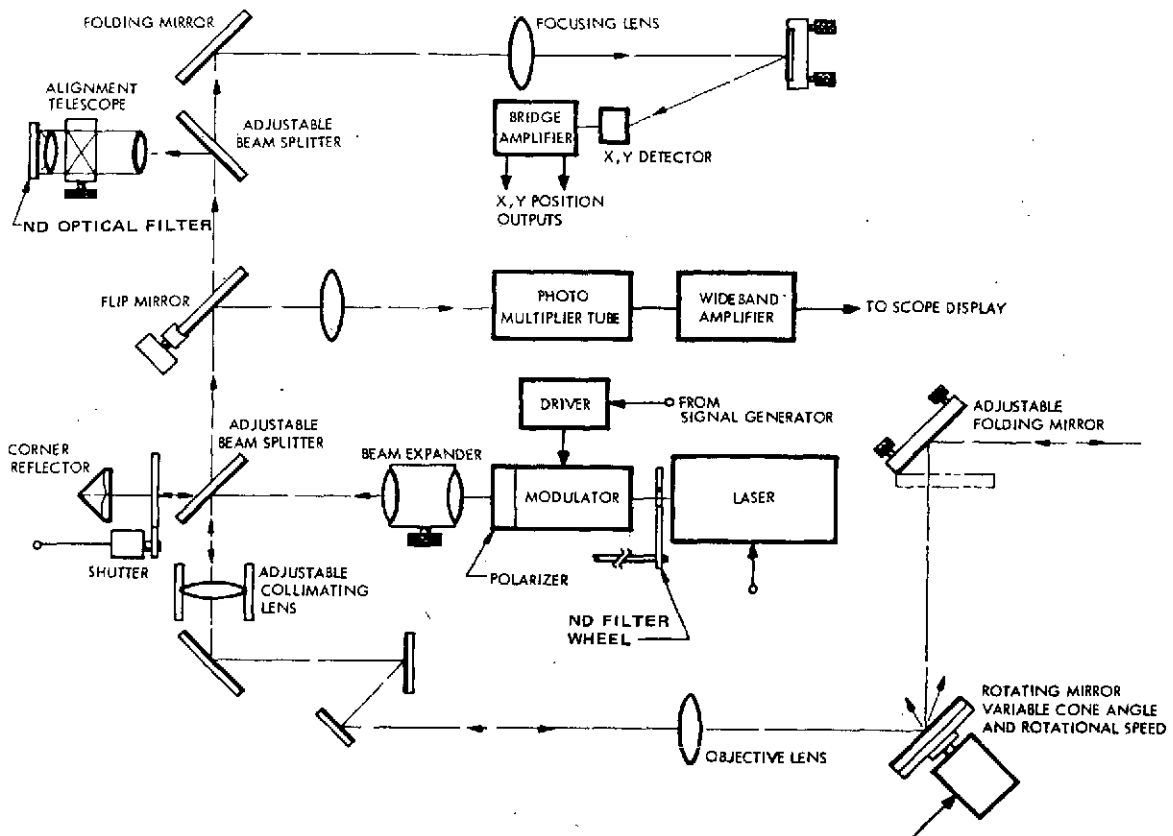 FOLDING MIRROR
FOCUSING LENS
ALIGNMENT
TELESCOPE
ADJUSTABLE
BEAM SPLITTER
BRIDGE
AMPLIFIER
X,Y DETECTOR
X,Y POSITION
OUTPUTS
ND OPTICAL FILTER
FLIP MIRROR
PHOTO
MULTIPLIER TUBE
WIDEBAND
AMPLIFIER
TO SCOPE DISPLAY
DRIVER
FROM
SIGNAL GENERATOR
ADJUSTABLE
FOLDING MIRROR
ADJUSTABLE
BEAM SPLITTER
CORNER
REFLECTOR
BEAM EXPANDER
MODULATOR
LASER
SHUTTER
ADJUSTABLE
COLLIMATING
LENS
POLARIZER
ND FILTER
WHEEL
OBJECTIVE LENS
ROTATING MIRROR
VARIABLE CONE ANGLE
AND ROTATIONAL SPEED